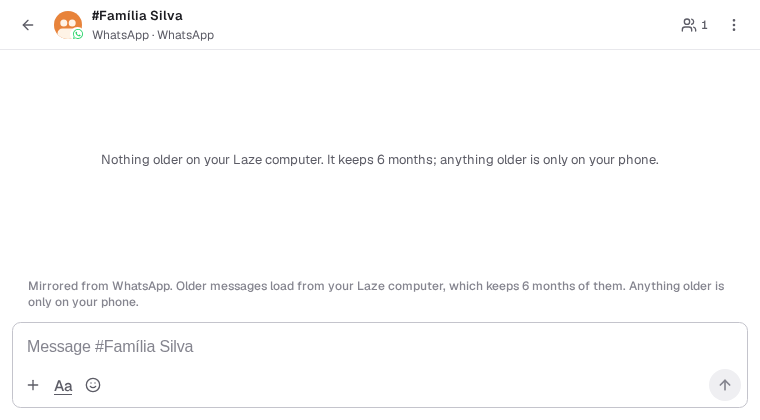 #Família Silva
WhatsApp · WhatsApp
1
Nothing older on your Laze computer. It keeps 6 months; anything older is only on your phone.
Mirrored from WhatsApp. Older messages load from your Laze computer, which keeps 6 months of them. Anything older is
only on your phone.
Message #Família Silva
Aa